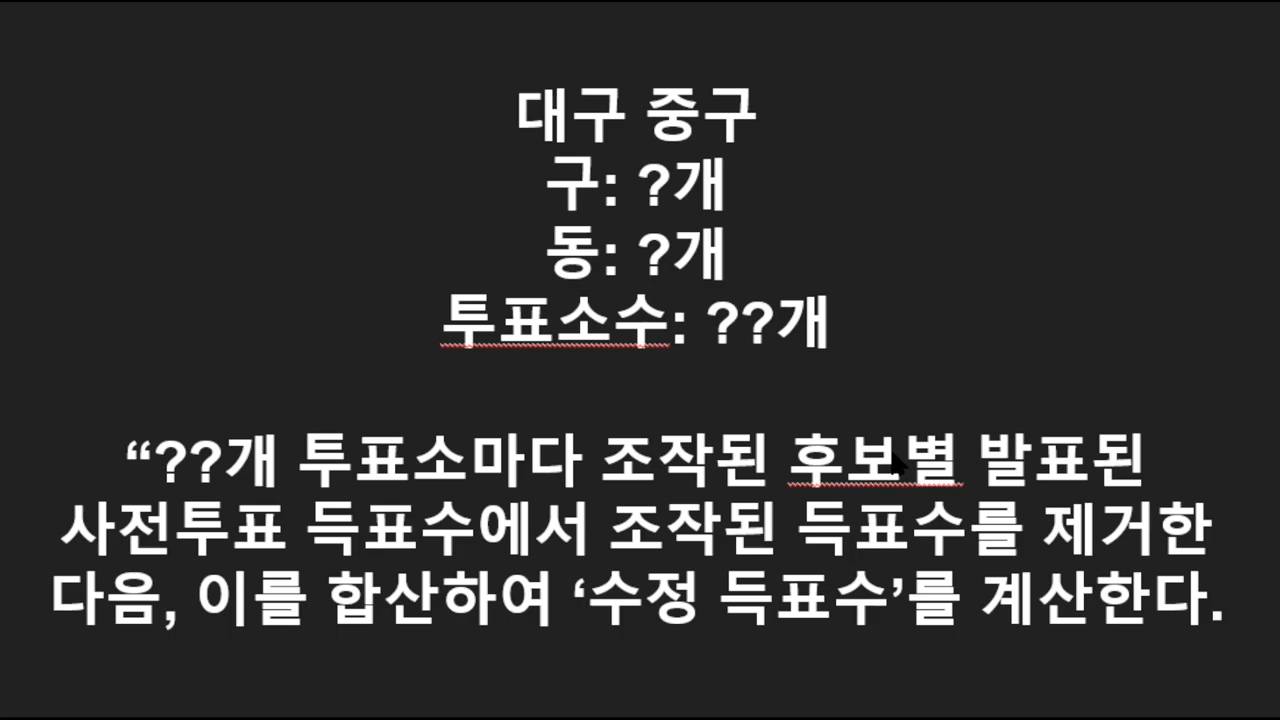 대구 중구
구: ?개
동: ?개
투표소수: ??개
“??개 투표소마다 조작된 후보별 발표된
사전투표 득표수에서 조작된 득표수를 제거한
다음, 이를 합산하여 ‘수정 득표수’를 계산한다.